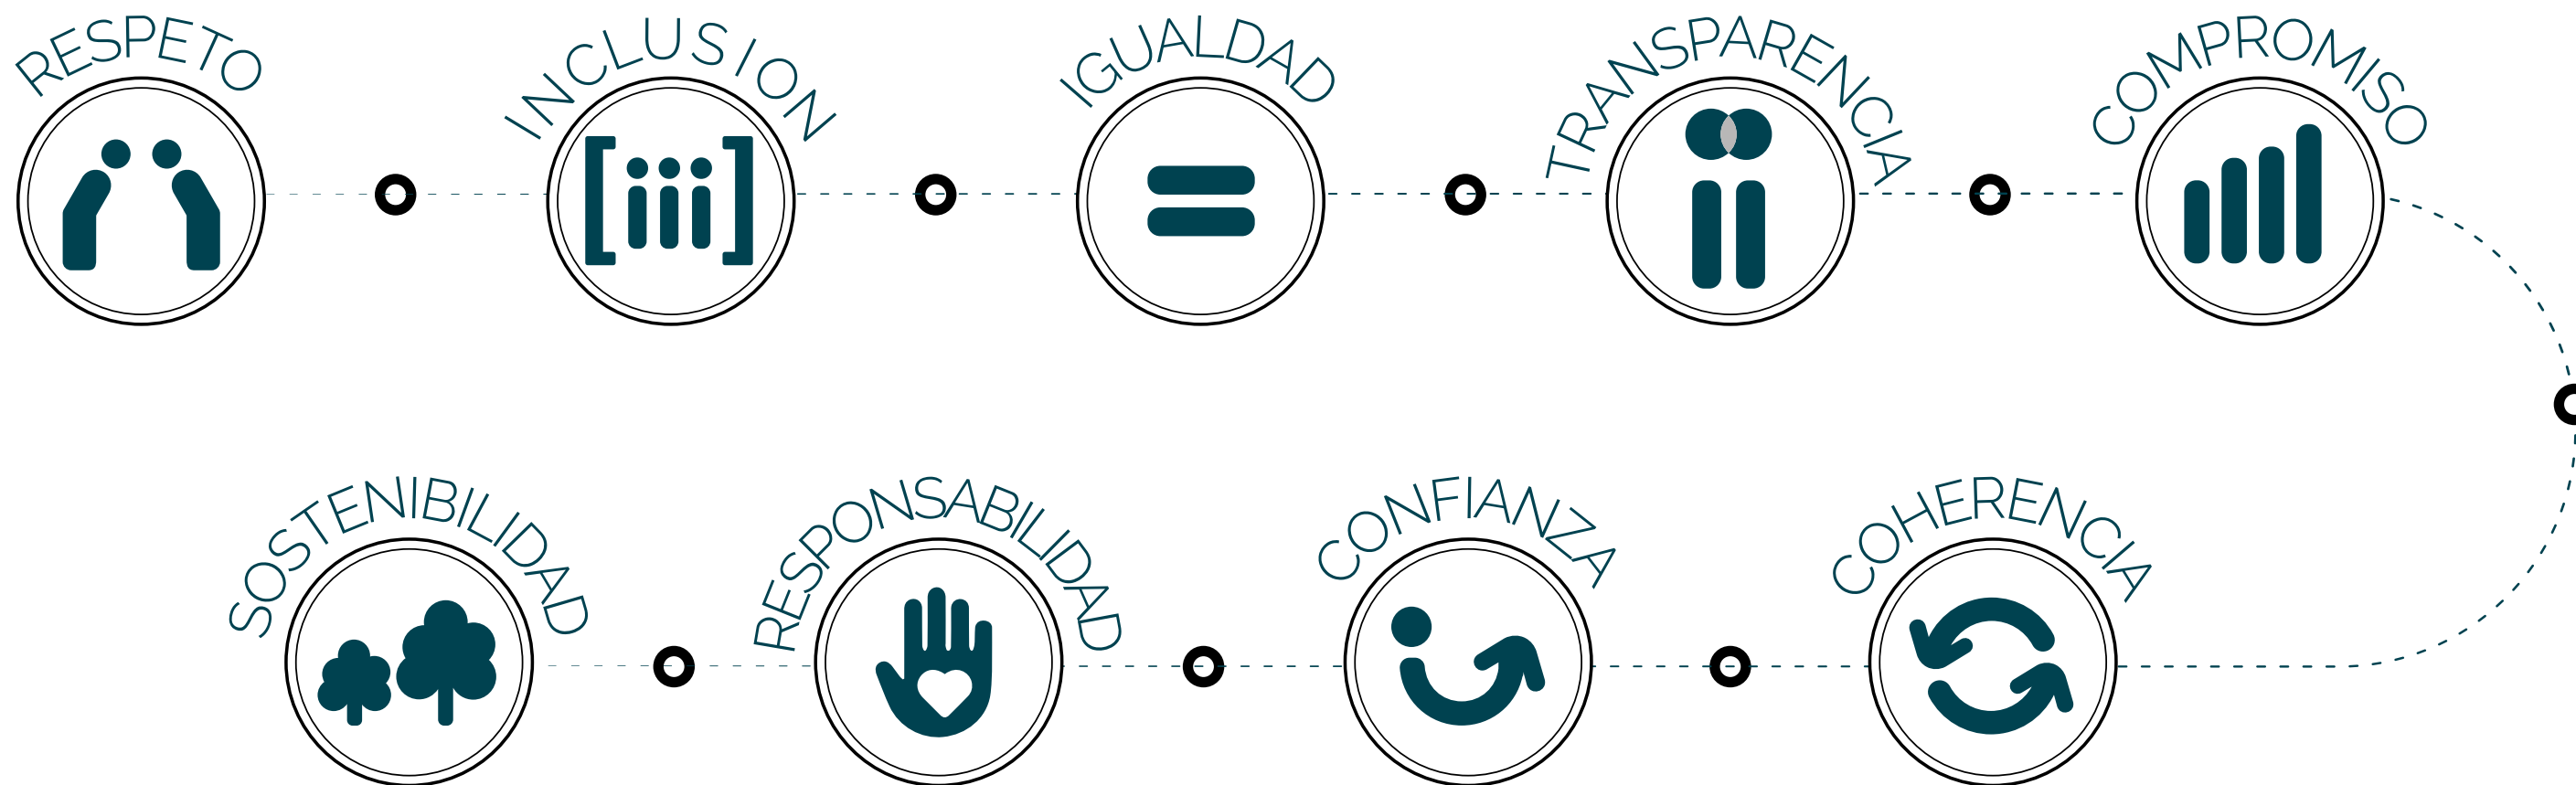 RESPETO
INCLUSION
IGUALDAD
TRANSPARENCIA
COMPROMISO
SOSTENIBILIDAD
RESPONSABILIDAD
CONFIANZA
COHERENCIA